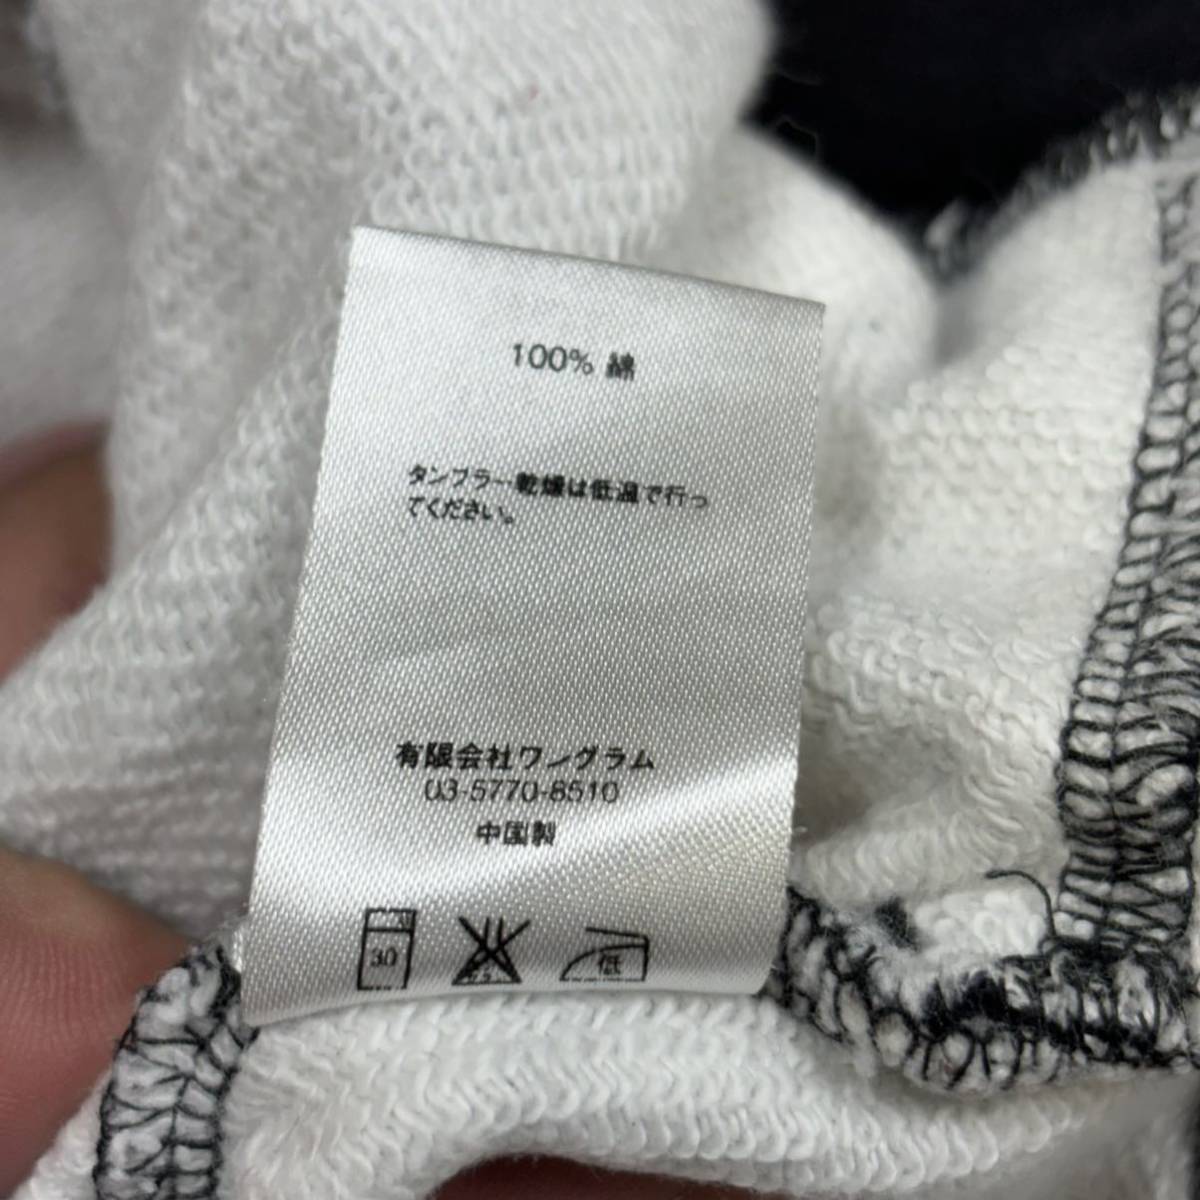 100% 綿
タンブラー乾燥は低温で行っ
てください。
有限会社ワングラム
03-5770-8510
中国製
30
低